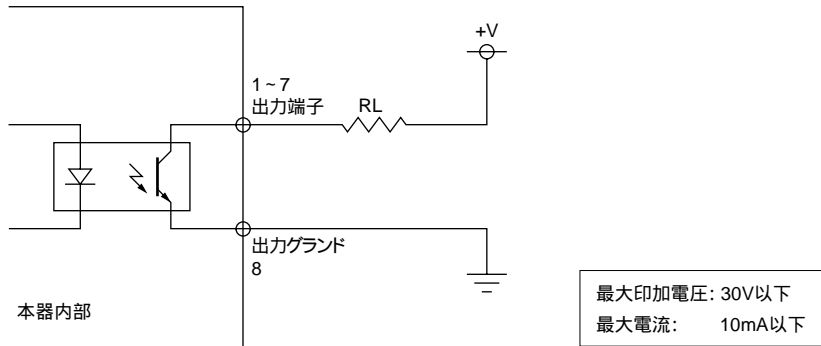 +V
1~7
出力端子
RL
出力グランド
8
本器内部
最大印加電圧: 30V以下
最大電流: 10mA以下